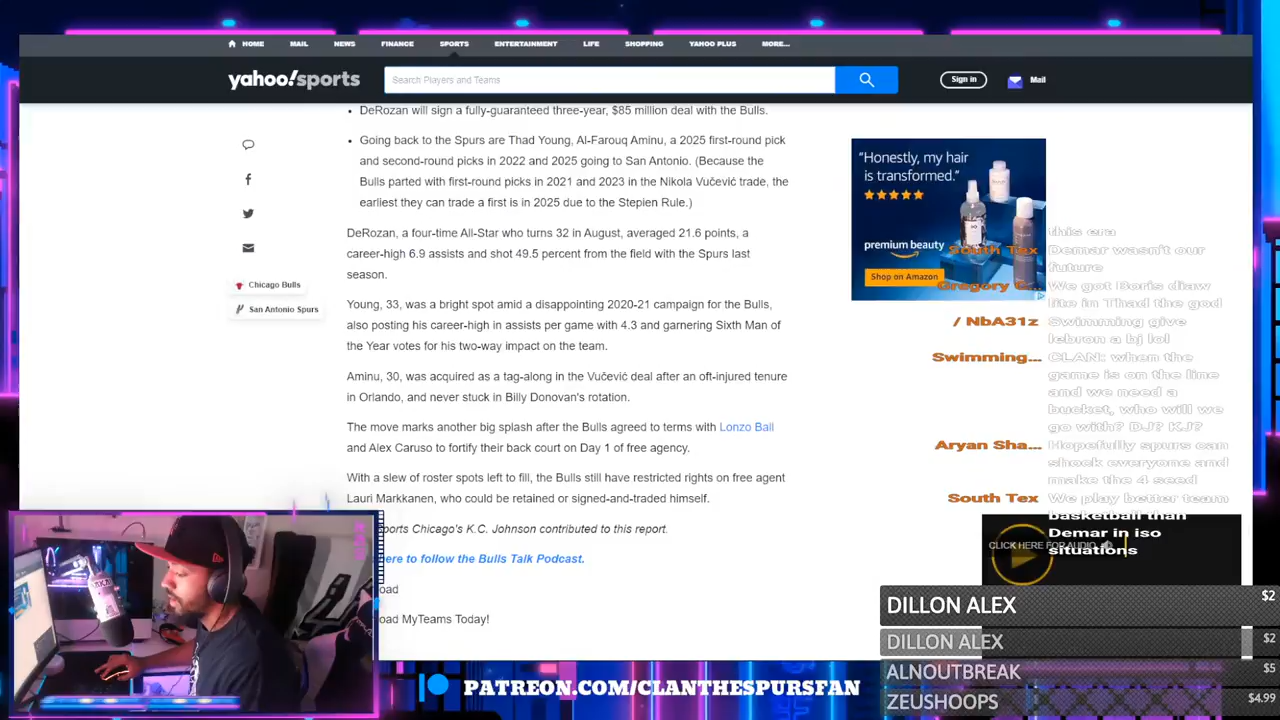 HOME
MAIL
NEWS
FINANCE
SPORTS
ENTERTAINMENT
LIFE
SHOPPING
YAHOO PLUS
MORE...
yahoo!sports
Search Players and Teams
Sign in
Mail
• DeRozan will sign a fully-guaranteed three-year, $85 million deal with the Bulls.
• Going back to the Spurs are Thad Young, Al-Farouq Aminu, a 2025 first-round pick
and second-round picks in 2022 and 2025 going to San Antonio. (Because the
Bulls parted with first-round picks in 2021 and 2023 in the Nikola Vučević trade, the
earliest they can trade a first is in 2025 due to the Stepien Rule.)
DeRozan, a four-time All-Star who turns 32 in August, averaged 21.6 points, a
career-high 6.9 assists and shot 49.5 percent from the field with the Spurs last
season.
Chicago Bulls
San Antonio Spurs
Young, 33, was a bright spot amid a disappointing 2020-21 campaign for the Bulls,
also posting his career-high in assists per game with 4.3 and garnering Sixth Man of
the Year votes for his two-way impact on the team.
Aminu, 30, was acquired as a tag-along in the Vučević deal after an oft-injured tenure
in Orlando, and never stuck in Billy Donovan's rotation.
The move marks another big splash after the Bulls agreed to terms with Lonzo Ball
and Alex Caruso to fortify their back court on Day 1 of free agency.
With a slew of roster spots left to fill, the Bulls still have restricted rights on free agent
Lauri Markkanen, who could be retained or signed-and-traded himself.
ports Chicago's K.C. Johnson contributed to this report.
ere to follow the Bulls Talk Podcast.
oad
oad MyTeams Today!
"Honestly, my hair
is transformed."
premium beauty
Shop on Amazon
this era
South Tex Demar wasn't our
future
Gregory C... We got Boris diaw
lite in Thad the god
/ NbA31z Swimming give
lebron a bj lol
Swimming... CLAN: when the
game is on the line
and we need a
bucket, who will we
go with? DJ? KJ?
Aryan Sha... Hopefully spurs can
shock everyone and
make the 4 seed
South Tex We play better team
basketball than
Demar in iso
situations
CLICK HERE FOR AUDIO
DILLON ALEX $2
DILLON ALEX $2
ALNOUTBREAK $5
ZEUSHOOPS $4.99
PATREON.COM/CLANTHESPURSFAN